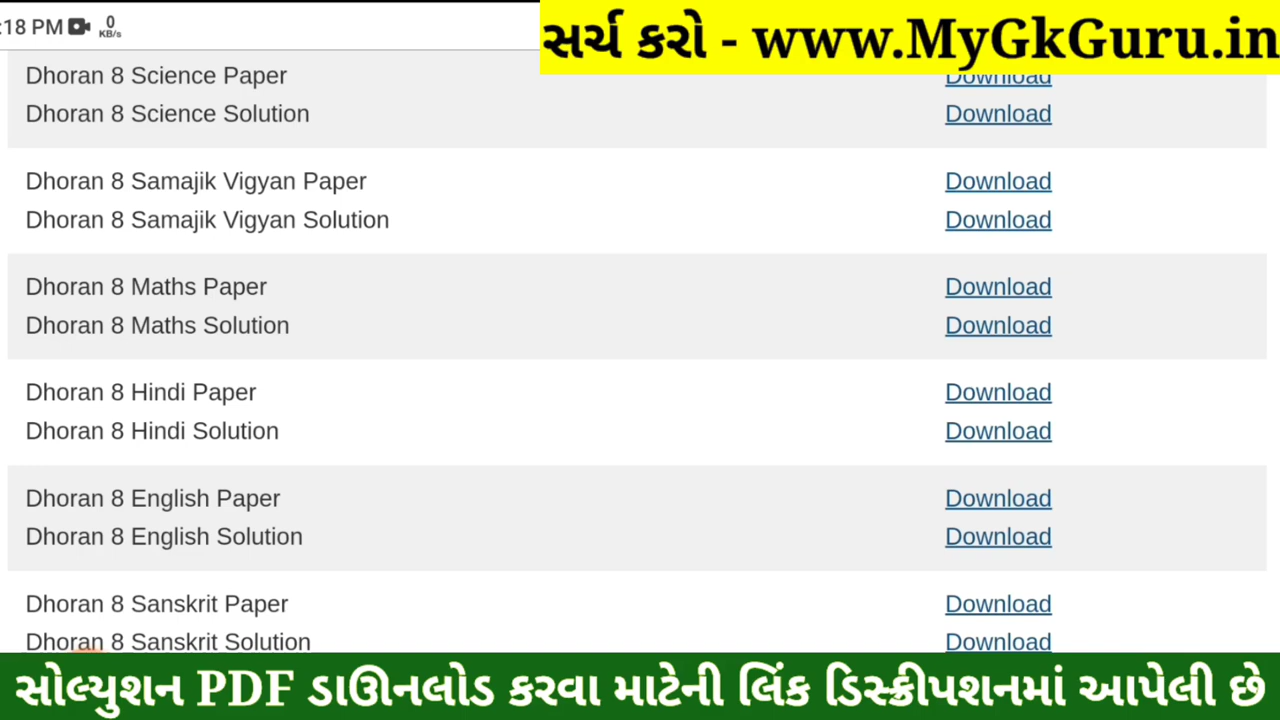 :18 PM 0 KB/s
સર્ચ કરો - www.MyGkGuru.in
Dhoran 8 Science Paper Download
Dhoran 8 Science Solution Download
Dhoran 8 Samajik Vigyan Paper Download
Dhoran 8 Samajik Vigyan Solution Download
Dhoran 8 Maths Paper Download
Dhoran 8 Maths Solution Download
Dhoran 8 Hindi Paper Download
Dhoran 8 Hindi Solution Download
Dhoran 8 English Paper Download
Dhoran 8 English Solution Download
Dhoran 8 Sanskrit Paper Download
Dhoran 8 Sanskrit Solution Download
સોલ્યુશન PDF ડાઊનલોડ કરવા માટેની લિંક ડિસ્ક્રીપશનમાં આપેલી છે